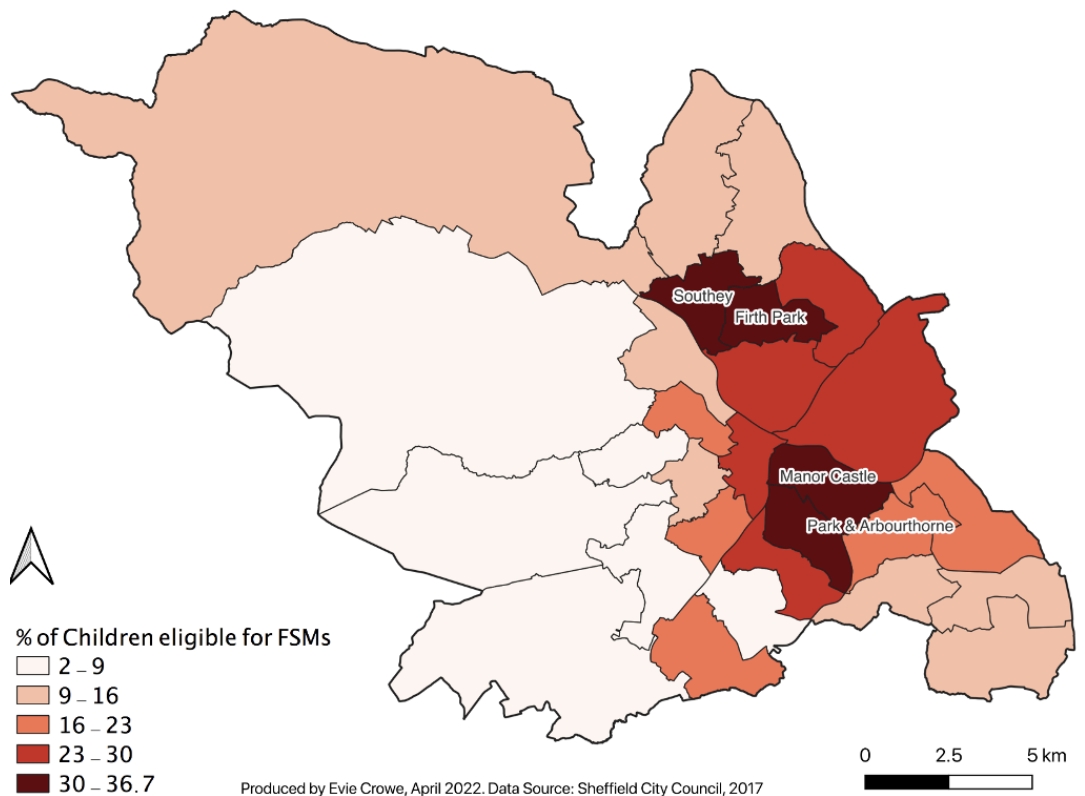 Southey
Firth Park
Manor Castle
Park & Arbourthorne
% of Children eligible for FSMs
2 – 9
9 – 16
16 – 23
23 – 30
30 – 36.7
0 2.5 5 km
Produced by Evie Crowe, April 2022. Data Source: Sheffield City Council, 2017